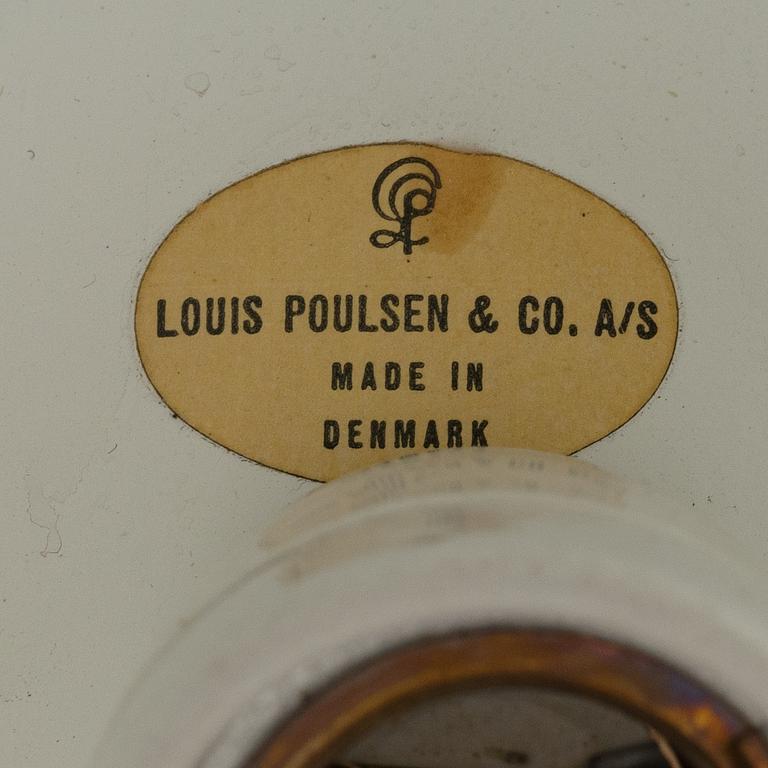 LOUIS POULSEN & CO. A/S
MADE IN
DENMARK